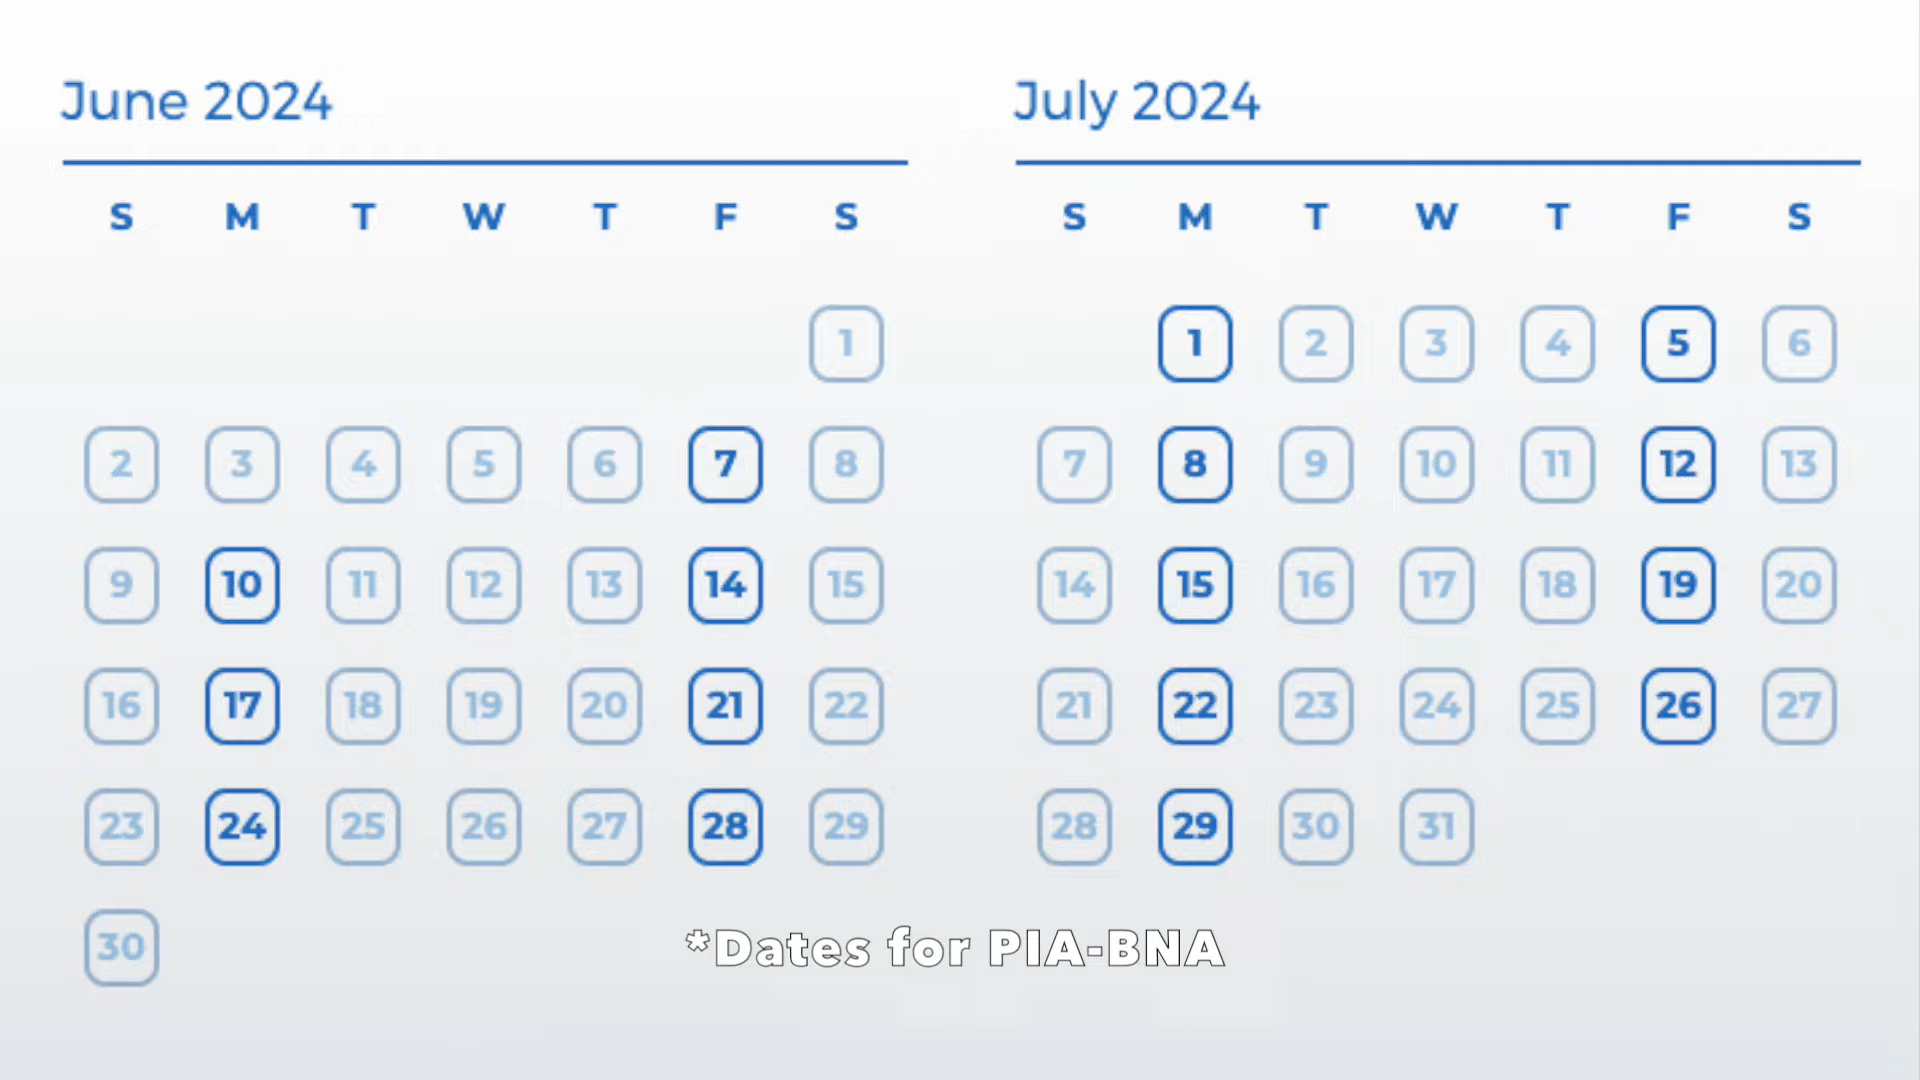 June 2024
S M T W T F S
1
2 3 4 5 6 7 8
9 10 11 12 13 14 15
16 17 18 19 20 21 22
23 24 25 26 27 28 29
30
July 2024
S M T W T F S
1 2 3 4 5 6
7 8 9 10 11 12 13
14 15 16 17 18 19 20
21 22 23 24 25 26 27
28 29 30 31
*Dates for PIA-BNA